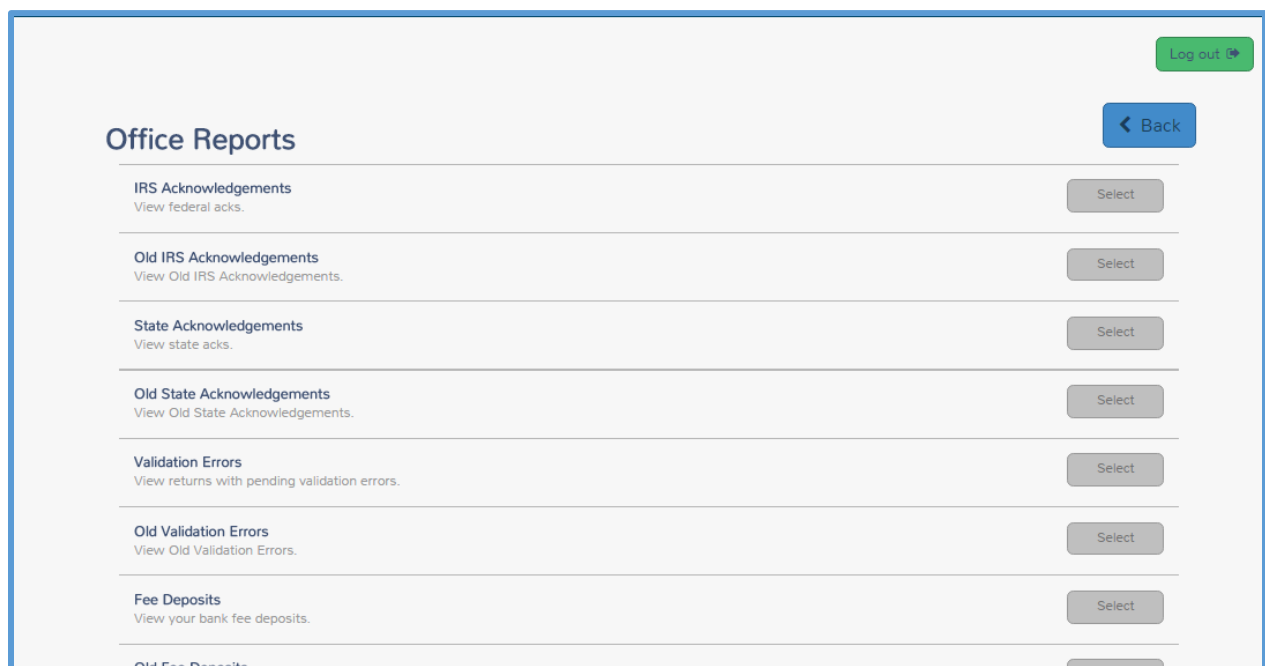 Log out
Office Reports
Back
IRS Acknowledgements
View federal acks.
Select
Old IRS Acknowledgements
View Old IRS Acknowledgements.
Select
State Acknowledgements
View state acks.
Select
Old State Acknowledgements
View Old State Acknowledgements.
Select
Validation Errors
View returns with pending validation errors.
Select
Old Validation Errors
View Old Validation Errors.
Select
Fee Deposits
View your bank fee deposits.
Select
Old Fee Deposits